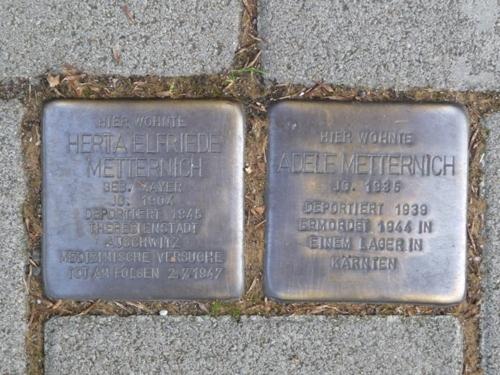 HIER WOHNTE
HERTA ELFRIEDE
METTERNICH
GEB. MAYER
JG. 1904
DEPORTIERT 1945
THERESIENSTADT
AUSCHWITZ
MEDIZINISCHE VERSUCHE
TOT AN FOLGEN 2.7.1947
HIER WOHNTE
ADELE METTERNICH
JG. 1935
DEPORTIERT 1939
ERMORDET 1944 IN
EINEM LAGER IN
KÄRNTEN